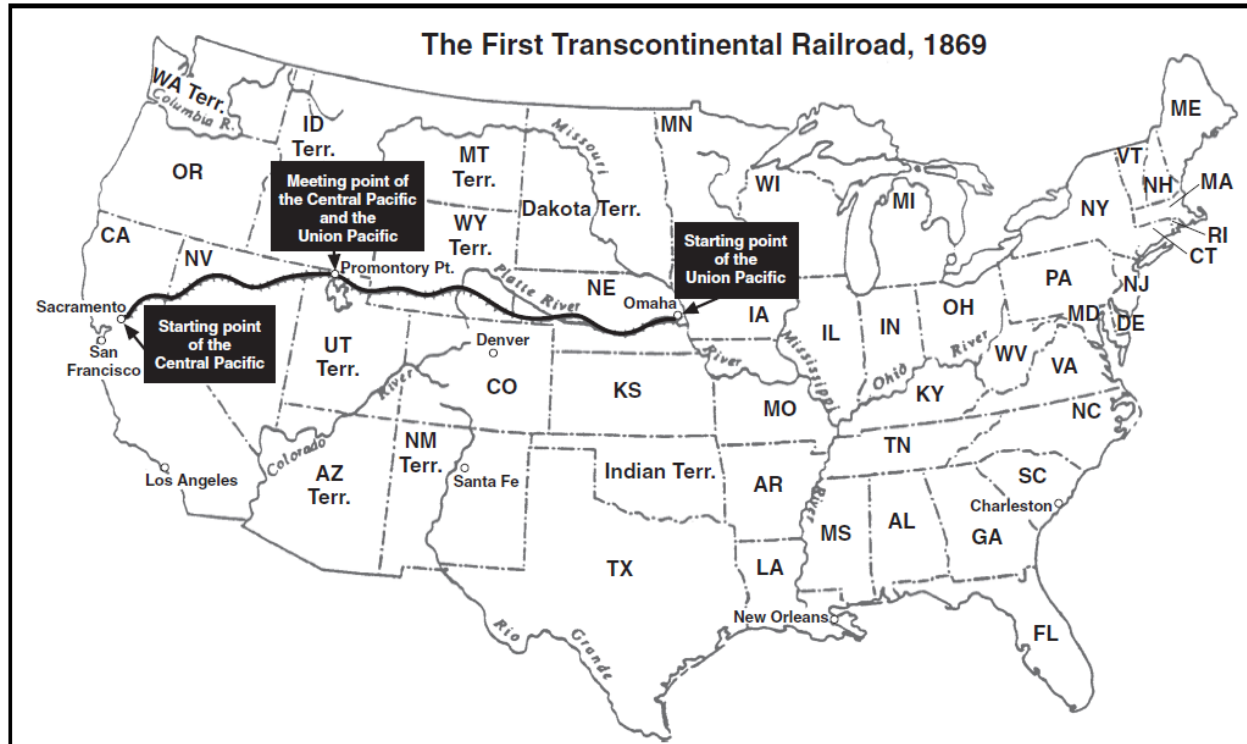 The First Transcontinental Railroad, 1869
WA Terr.
Columbia R.
ID
Terr.
OR
MT
Terr.
Missouri
MN
WI
MI
ME
VT
NH
MA
NY
RI
CT
Meeting point of
the Central Pacific
and the
Union Pacific
WY
Terr.
Dakota Terr.
Starting point
of the
Union Pacific
CA
NV
Promontory Pt.
Platte River
NE
Omaha
IA
PA
NJ
OH
MD
DE
Sacramento
Starting point
of the
Central Pacific
San
Francisco
UT
Terr.
Denver
CO
KS
River
MO
Mississippi
IL
IN
Ohio
River
WV
VA
KY
NC
Colorado
River
NM
Terr.
TN
Los Angeles
AZ
Terr.
Santa Fe
Indian Terr.
AR
River
SC
Charleston
MS
AL
GA
TX
LA
New Orleans
FL
Rio
Grande